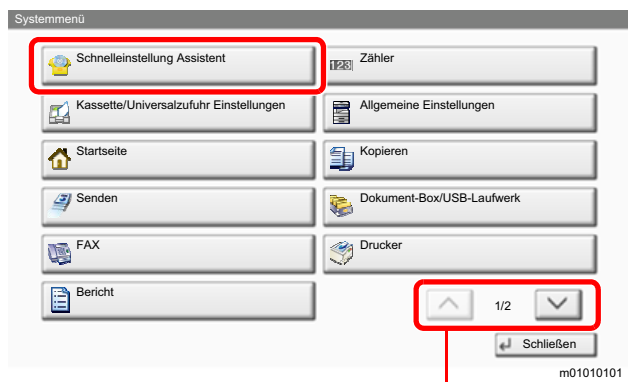 Systemmenü
Schnelleinstellung Assistent
123 Zähler
Kassette/Universalzufuhr Einstellungen
Allgemeine Einstellungen
Startseite
Kopieren
Senden
Dokument-Box/USB-Laufwerk
FAX
Drucker
Bericht
1/2
Schließen
m01010101